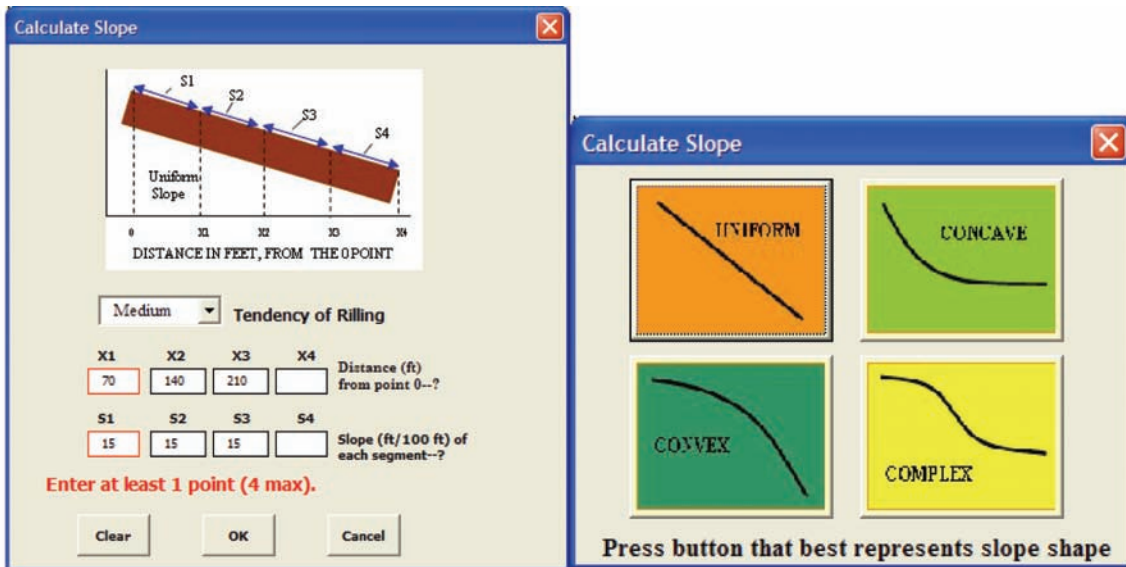 Calculate Slope
S1
S2
S3
S4
Uniform
Slope
0 X1 X2 X3 X4
DISTANCE IN FEET, FROM THE 0 POINT
Medium
Tendency of Rilling
X1 X2 X3 X4
70 140 210
Distance (ft)
from point 0--?
S1 S2 S3 S4
15 15 15
Slope (ft/100 ft) of
each segment--?
Enter at least 1 point (4 max).
Clear OK Cancel
Calculate Slope
UNIFORM
CONCAVE
CONVEX
COMPLEX
Press button that best represents slope shape